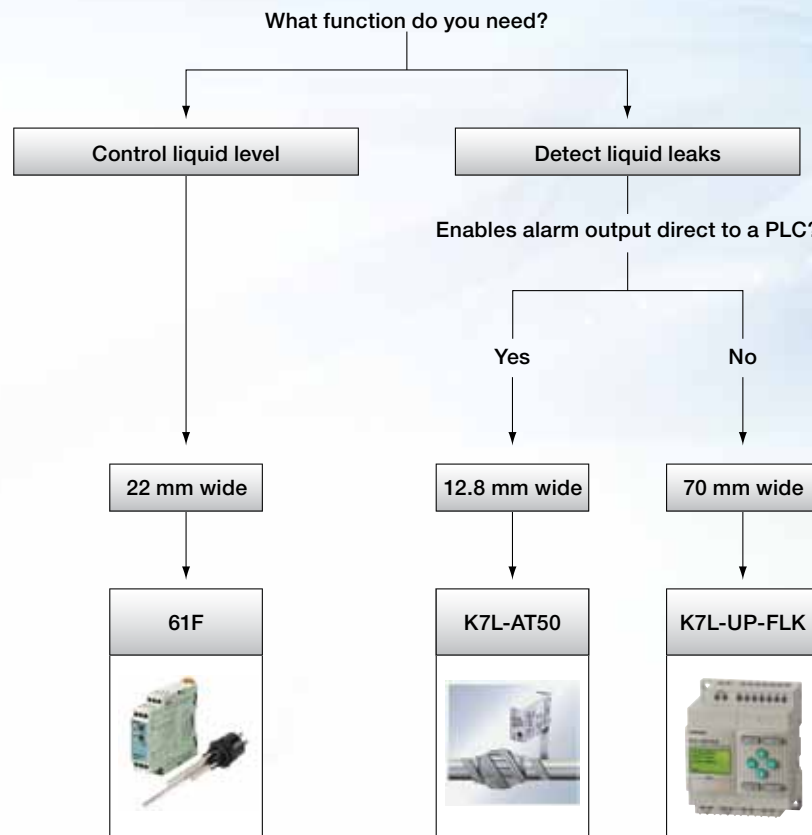 What function do you need?
Control liquid level
Detect liquid leaks
Enables alarm output direct to a PLC?
Yes
No
22 mm wide
12.8 mm wide
70 mm wide
61F
K7L-AT50
K7L-UP-FLK